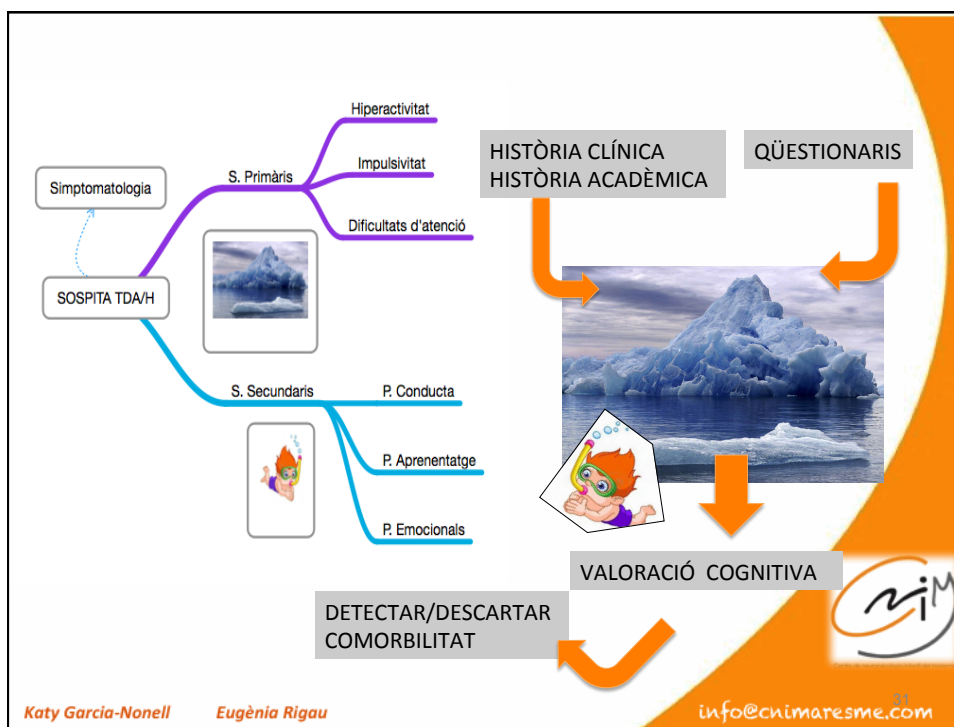 Hiperactivitat
Impulsivitat
Dificultats d'atenció
S. Primàris
Simptomatologia
SOSPITA TDA/H
S. Secundaris
P. Conducta
P. Aprenentatge
P. Emocionals
HISTÒRIA CLÍNICA
HISTÒRIA ACADÈMICA
QÜESTIONARIS
VALORACIÓ COGNITIVA
DETECTAR/DESCARTAR
COMORBILITAT
CNiM
Katy Garcia-Nonell Eugènia Rigau
31
info@cnimaresme.com